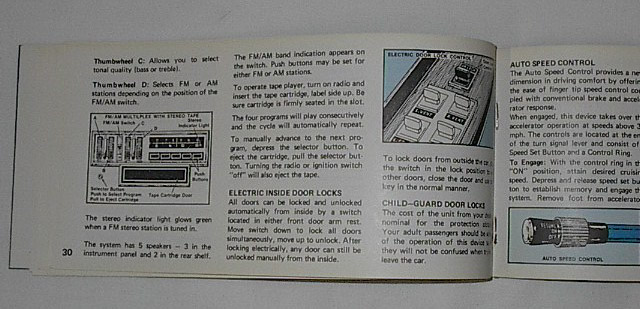 Thumbwheel C: Allows you to select
tonal quality (bass or treble).
Thumbwheel D: Selects FM or AM
stations depending on the position of the
FM/AM switch.
FM/AM MULTIPLEX WITH STEREO TAPE
A
FM/AM Switch
C
D
Stereo
Indicator Light
B
Selector Button
Push to Select Program
Pull to Eject Cartridge
Tape Cartridge Door
Push
Buttons
The stereo indicator light glows green
when a FM stereo station is tuned in.
The system has 5 speakers – 3 in the
instrument panel and 2 in the rear shelf.
30
The FM/AM band indication appears on
the switch. Push buttons may be set for
either FM or AM stations.
To operate tape player, turn on radio and
insert the tape cartridge, label side up. Be
sure cartridge is firmly seated in the slot.
The four programs will play consecutively
and the cycle will automatically repeat.
To manually advance to the next pro-
gram, depress the selector button. To
eject the cartridge, pull the selector but-
ton. Turning the radio or ignition switch
"off" will also eject the tape.
ELECTRIC INSIDE DOOR LOCKS
All doors can be locked and unlocked
automatically from inside by a switch
located in either front door arm rest.
Move switch down to lock all doors
simultaneously, move up to unlock. After
locking electrically, any door can still be
unlocked manually from the inside.
ELECTRIC DOOR LOCK CONTROL
To lock doors from outside the car
the switch in the lock position
other doors, close the door and
key in the normal manner.
CHILD-GUARD DOOR LOCKS
The cost of the unit from your
nominal for the protection
Your adult passengers should be
of the operation of this device
they will not be confused when
leave the car.
AUTO SPEED CONTROL
The Auto Speed Control provides a new
dimension in driving comfort by offering
the ease of finger tip speed control
pled with conventional brake and
rator response.
When engaged, this device takes over
accelerator operation at speeds above
mph. The controls are located at the
of the turn signal lever and consist of
Speed Set Button and a Control Ring.
To Engage: With the control ring in
"ON" position, attain desired
speed. Depress and release speed set
ton to establish memory and engage
system. Remove foot from
AUTO SPEED CONTROL